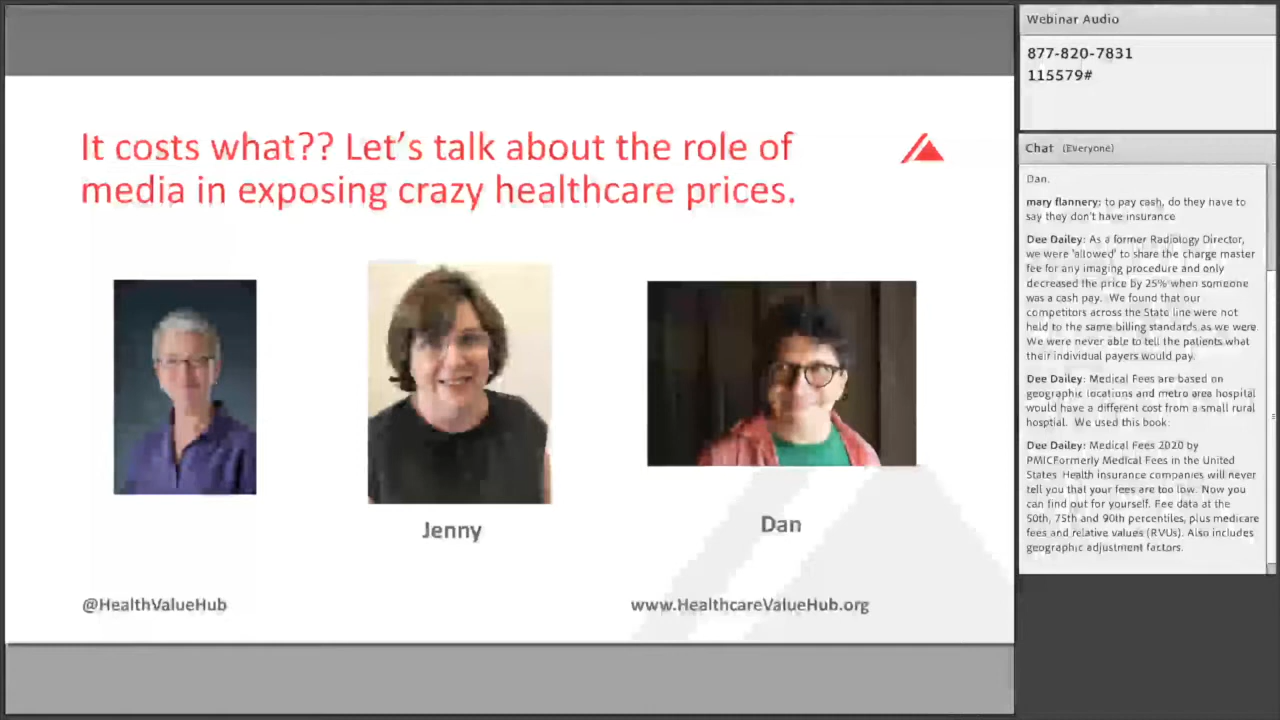 It costs what?? Let's talk about the role of
media in exposing crazy healthcare prices.
Jenny
Dan
@HealthValueHub
www.HealthcareValueHub.org
Webinar Audio
877-820-7831
115579#
Chat (Everyone)
Dan.
mary flannery: to pay cash, do they have to
say they don't have insurance
Dee Dailey: As a former Radiology Director,
we were 'allowed' to share the charge master
fee for any imaging procedure and only
decreased the price by 25% when someone
was a cash pay. We found that our
competitors across the State line were not
held to the same billing standards as we were.
We were never able to tell the patients what
their individual payers would pay.
Dee Dailey: Medical Fees are based on
geographic locations and metro area hospital
would have a different cost from a small rural
hosptial. We used this book:
Dee Dailey: Medical Fees 2020 by
PMICFormerly Medical Fees in the United
States Health insurance companies will never
tell you that your fees are too low. Now you
can find out for yourself. Fee data at the
50th, 75th and 90th percentiles, plus medicare
fees and relative values (RVUs). Also includes
geographic adjustment factors.